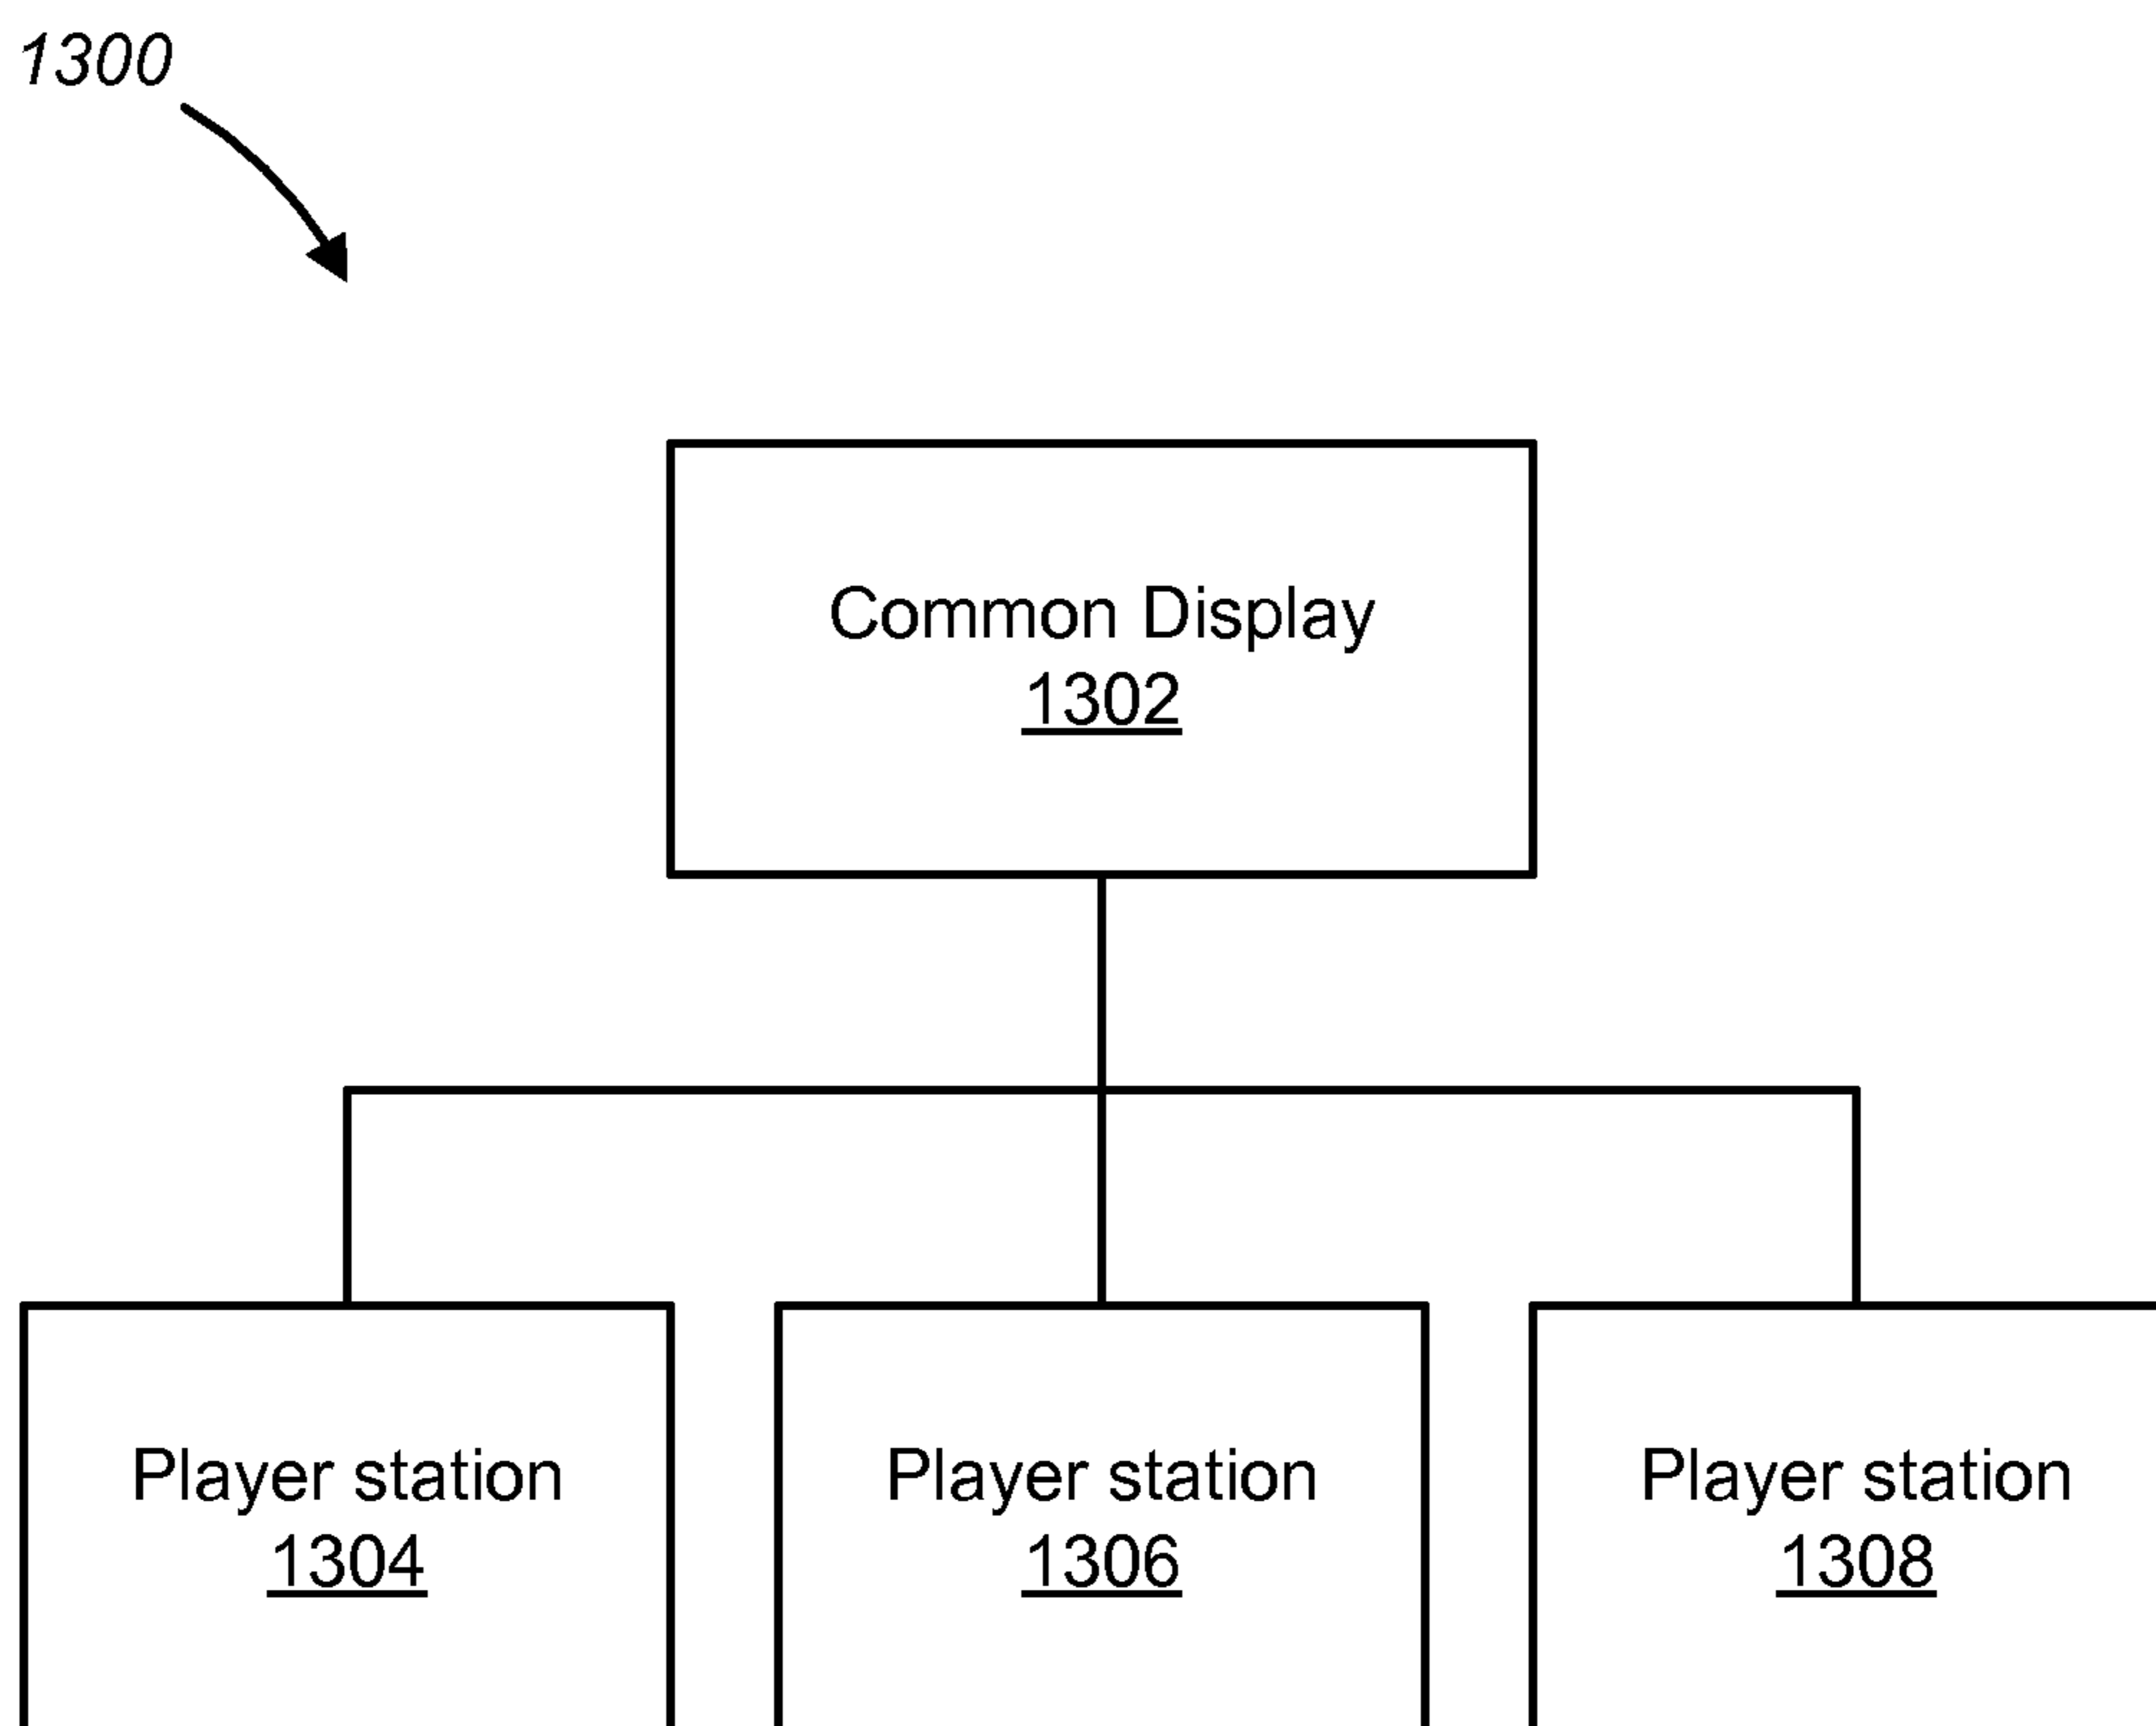 1300
Common Display
1302
Player station
1304
Player station
1306
Player station
1308